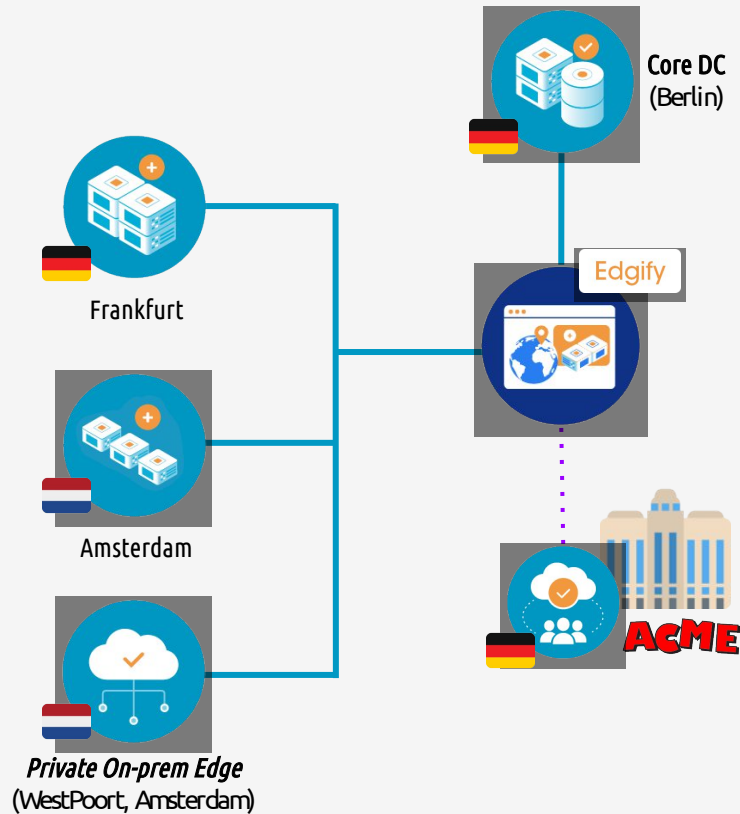 Core DC
(Berlin)
Edgify
Frankfurt
Amsterdam
ACME
Private On-prem Edge
(WestPoort, Amsterdam)